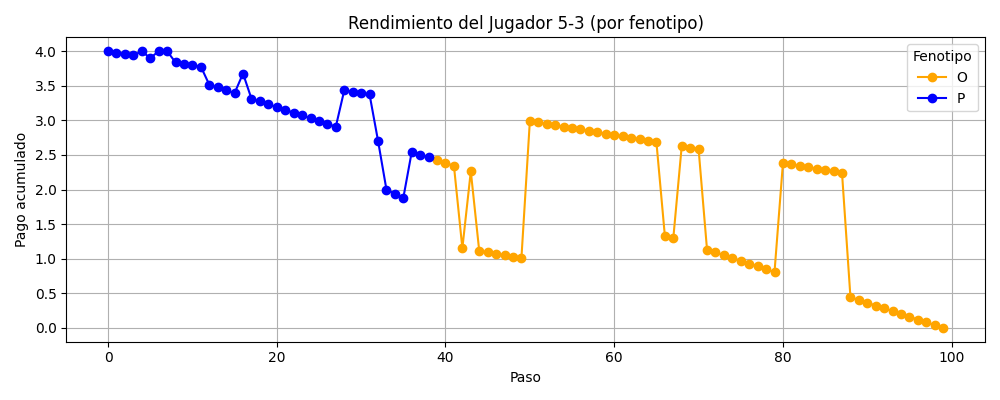 Rendimiento del Jugador 5-3 (por fenotipo)
Pago acumulado
4.0
3.5
3.0
2.5
2.0
1.5
1.0
0.5
0.0
Fenotipo
O
P
0 20 40 60 80 100
Paso